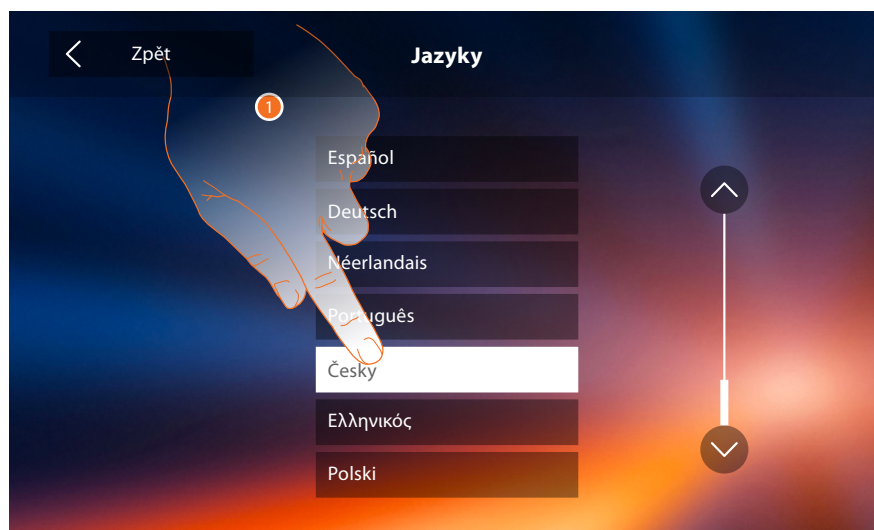 Zpět
Jazyky
1
Español
Deutsch
Néerlandais
Português
Česky
Ελληνικός
Polski